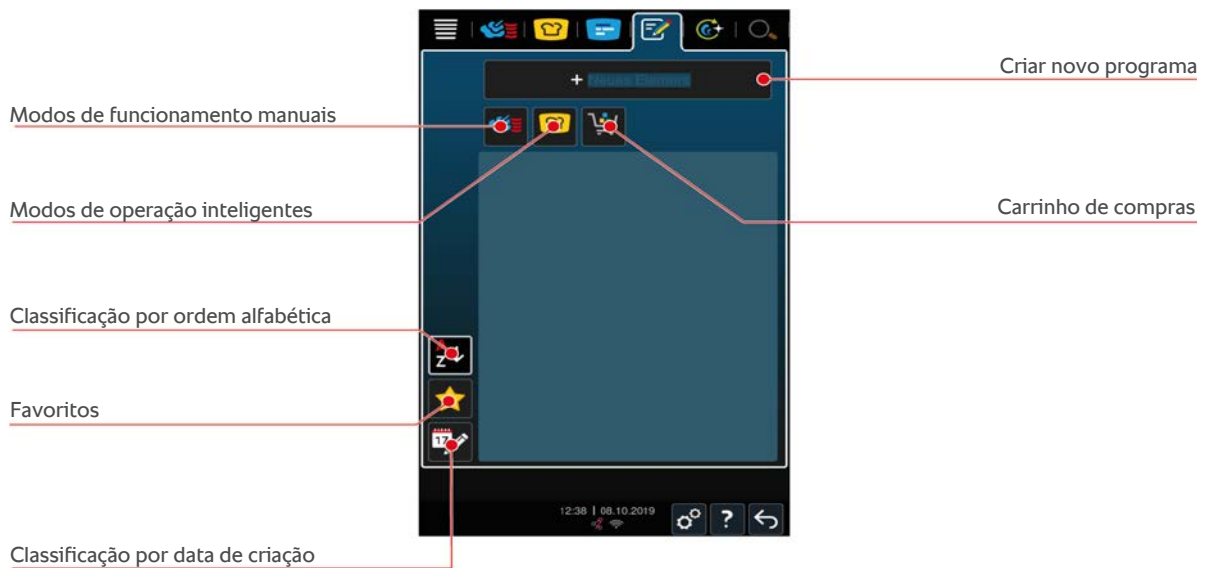 Criar novo programa
+ Neues Element
Modos de funcionamento manuais
Modos de operação inteligentes
Carrinho de compras
Classificação por ordem alfabética
A
Z
Favoritos
17
12:38 | 08.10.2019
?
Classificação por data de criação